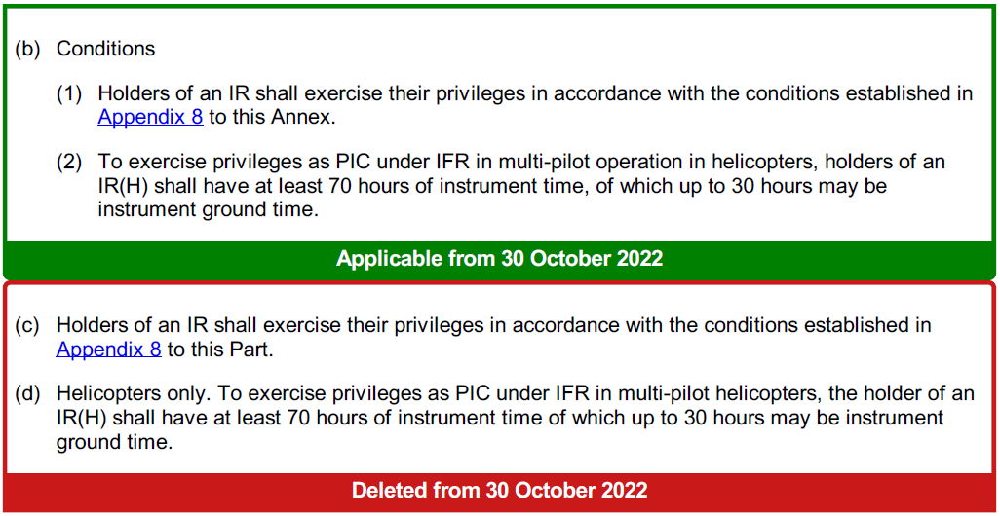 (b) Conditions
(1) Holders of an IR shall exercise their privileges in accordance with the conditions established in
Appendix 8 to this Annex.
(2) To exercise privileges as PIC under IFR in multi-pilot operation in helicopters, holders of an
IR(H) shall have at least 70 hours of instrument time, of which up to 30 hours may be
instrument ground time.
Applicable from 30 October 2022
(c) Holders of an IR shall exercise their privileges in accordance with the conditions established in
Appendix 8 to this Part.
(d) Helicopters only. To exercise privileges as PIC under IFR in multi-pilot helicopters, the holder of an
IR(H) shall have at least 70 hours of instrument time of which up to 30 hours may be instrument
ground time.
Deleted from 30 October 2022